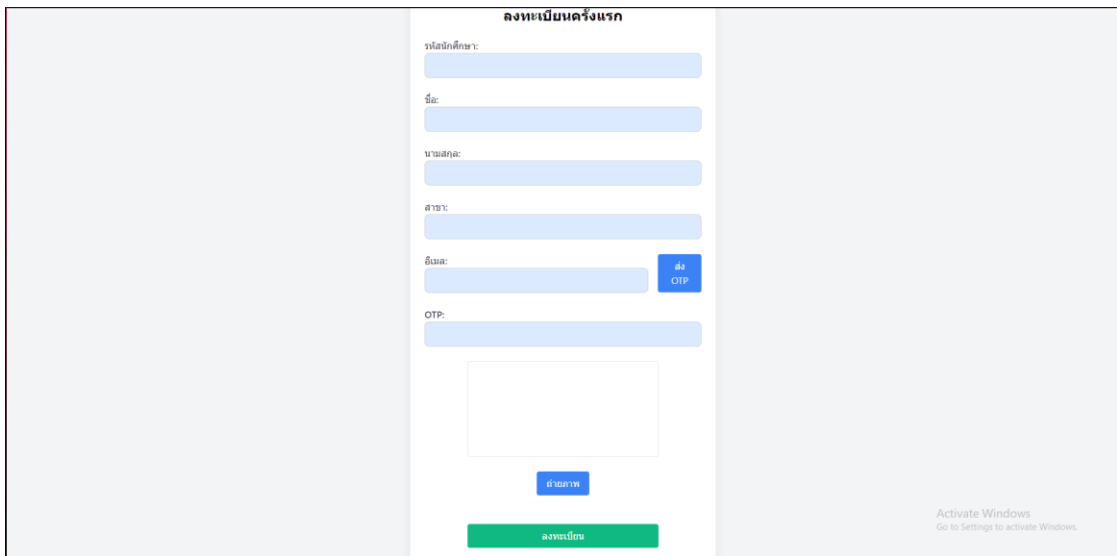 ลงทะเบียนครั้งแรก
รหัสนักศึกษา:
ชื่อ:
นามสกุล:
สาขา:
อีเมล:
ส่ง
OTP
OTP:
ถ่ายภาพ
ลงทะเบียน
Activate Windows
Go to Settings to activate Windows.